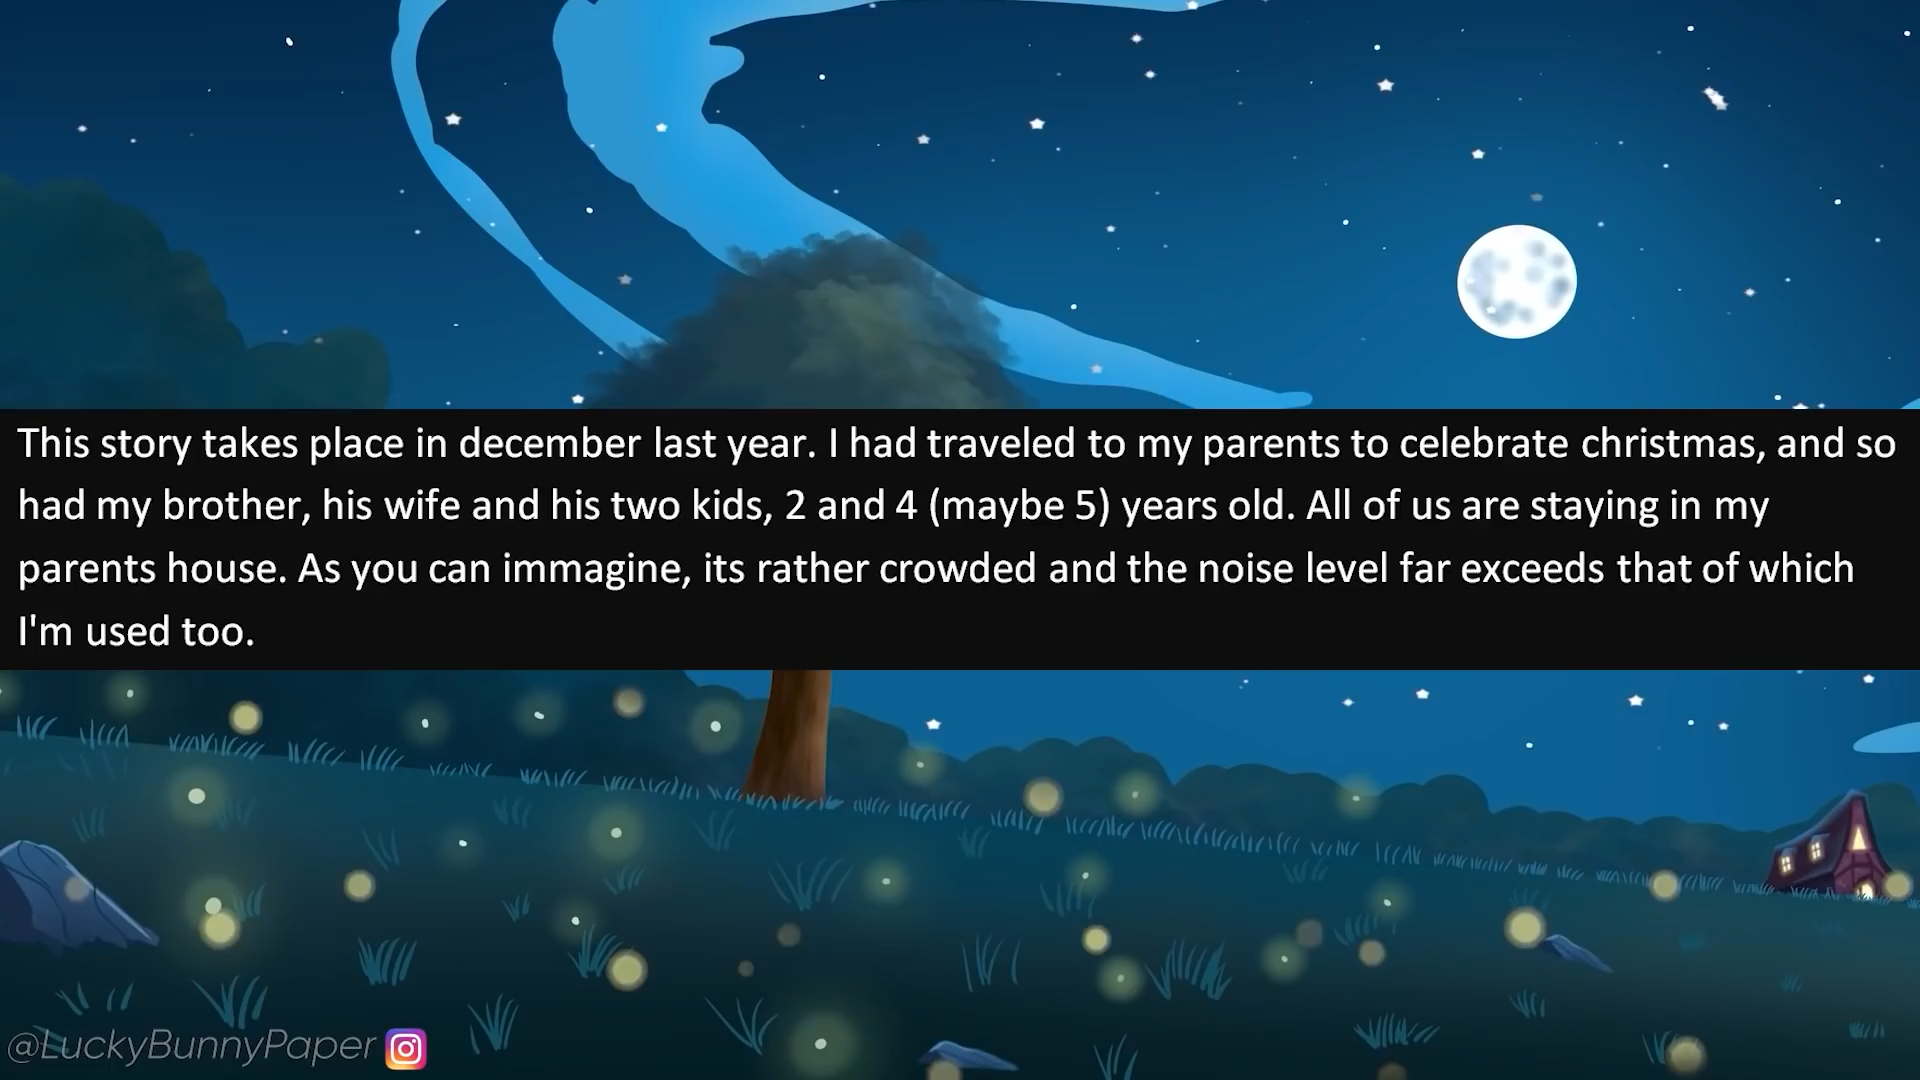 This story takes place in december last year. I had traveled to my parents to celebrate christmas, and so
had my brother, his wife and his two kids, 2 and 4 (maybe 5) years old. All of us are staying in my
parents house. As you can immagine, its rather crowded and the noise level far exceeds that of which
I'm used too.
@LuckyBunnyPaper